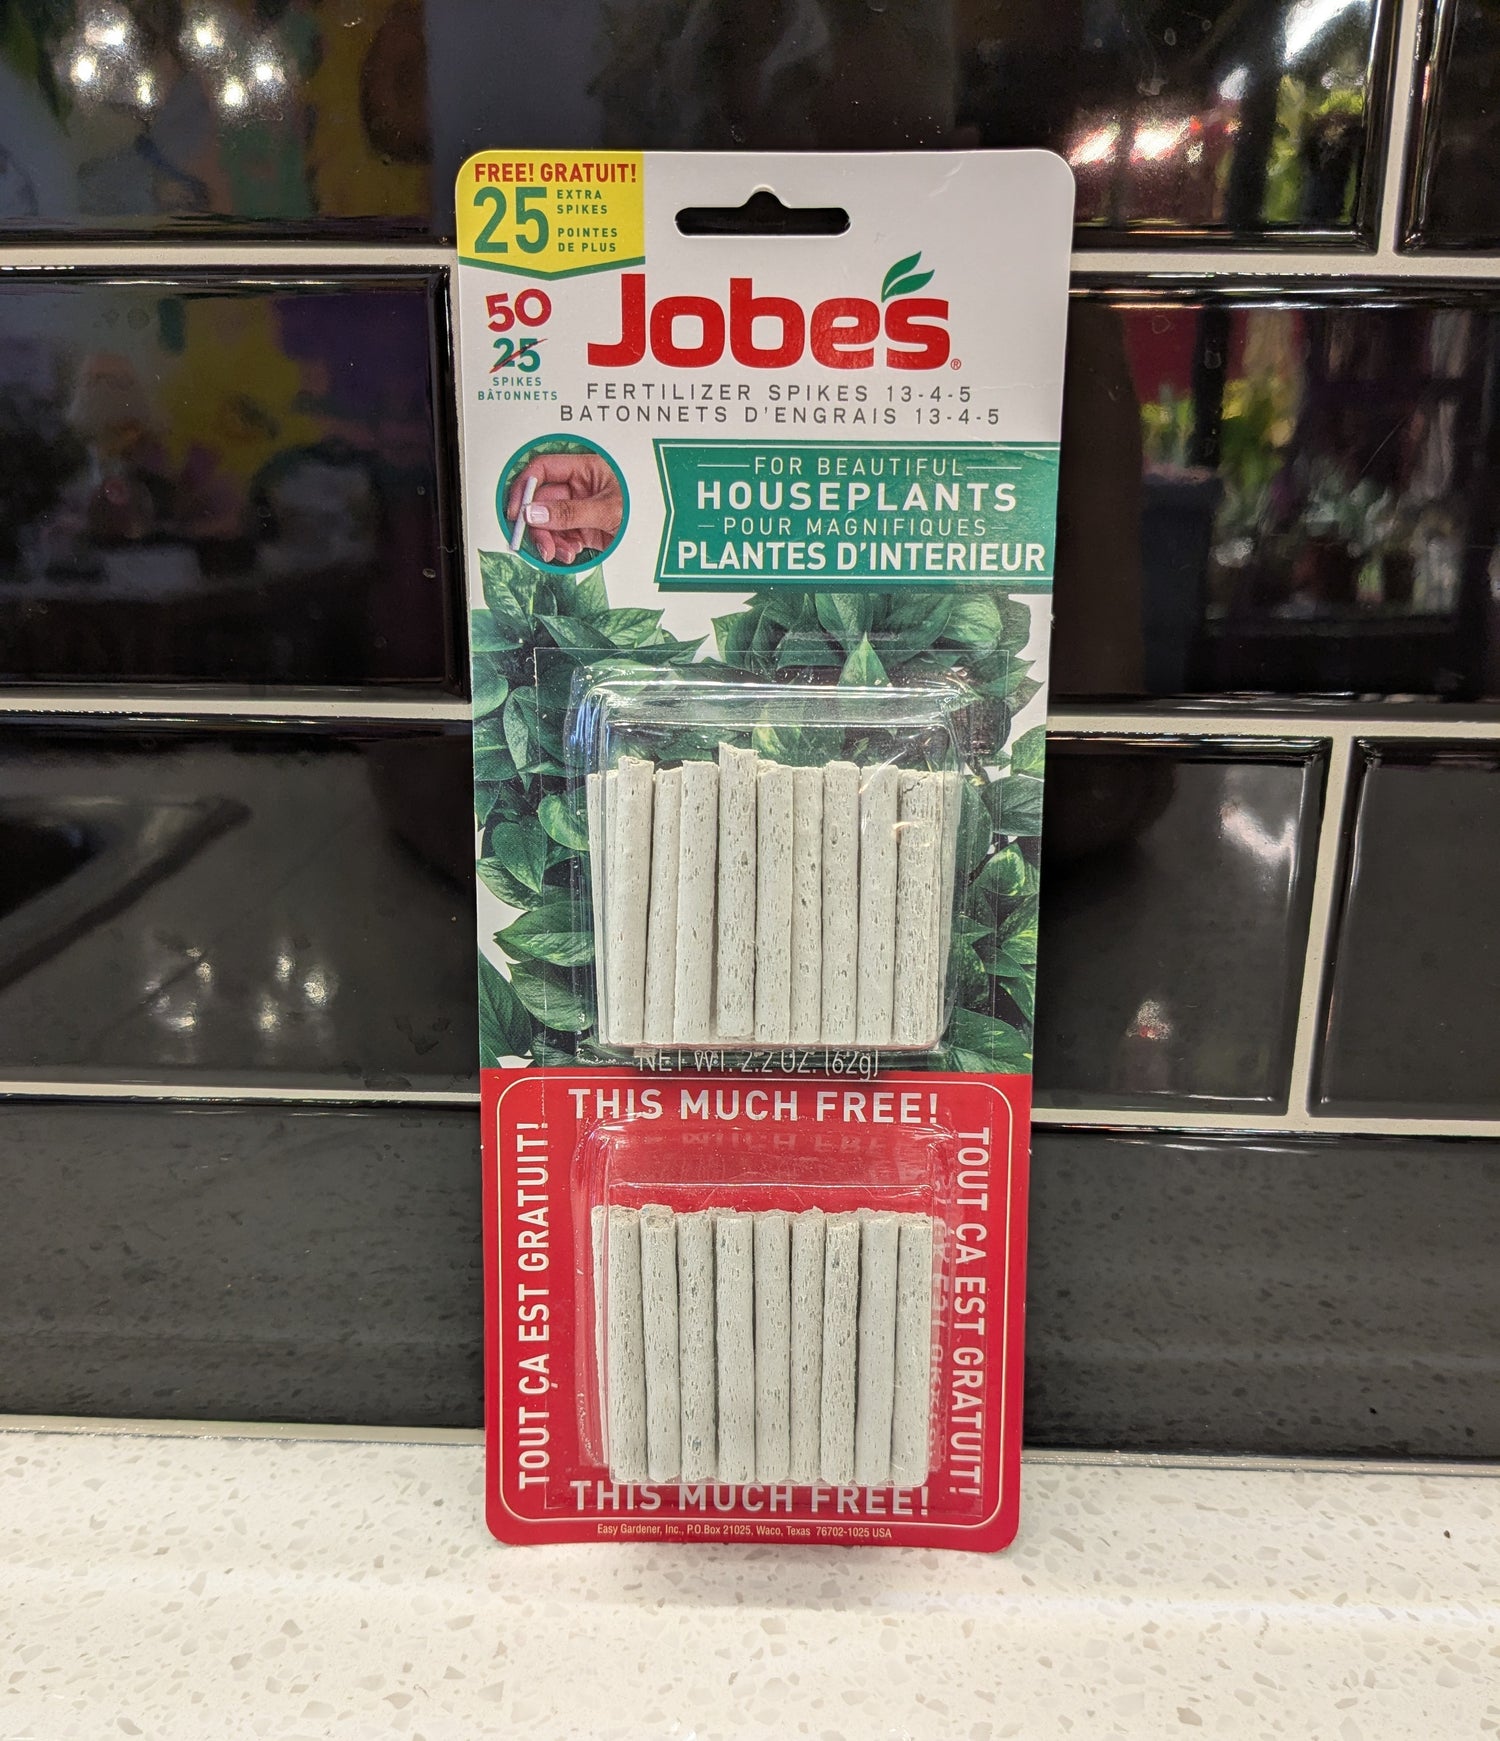 FREE! GRATUIT!
25 EXTRA
SPIKES
POINTES
DE PLUS
50
25
SPIKES
BÂTONNETS
Jobe's®
FERTILIZER SPIKES 13-4-5
BATONNETS D'ENGRAIS 13-4-5
FOR BEAUTIFUL
HOUSEPLANTS
POUR MAGNIFIQUES
PLANTES D'INTERIEUR
NET WT. 2.2 OZ. (62g)
THIS MUCH FREE!
TOUT ÇA EST GRATUIT!
TOUT ÇA EST GRATUIT!
THIS MUCH FREE!
Easy Gardener, Inc., P.O.Box 21025, Waco, Texas 76702-1025 USA